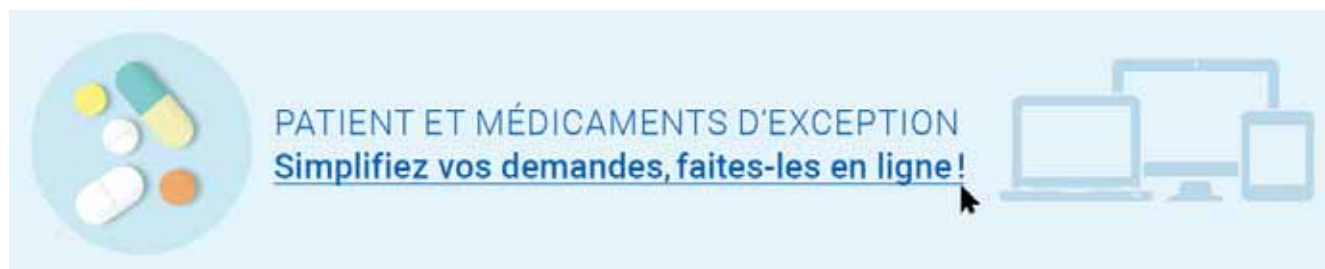 PATIENT ET MÉDICAMENTS D'EXCEPTION
Simplifiez vos demandes, faites-les en ligne!